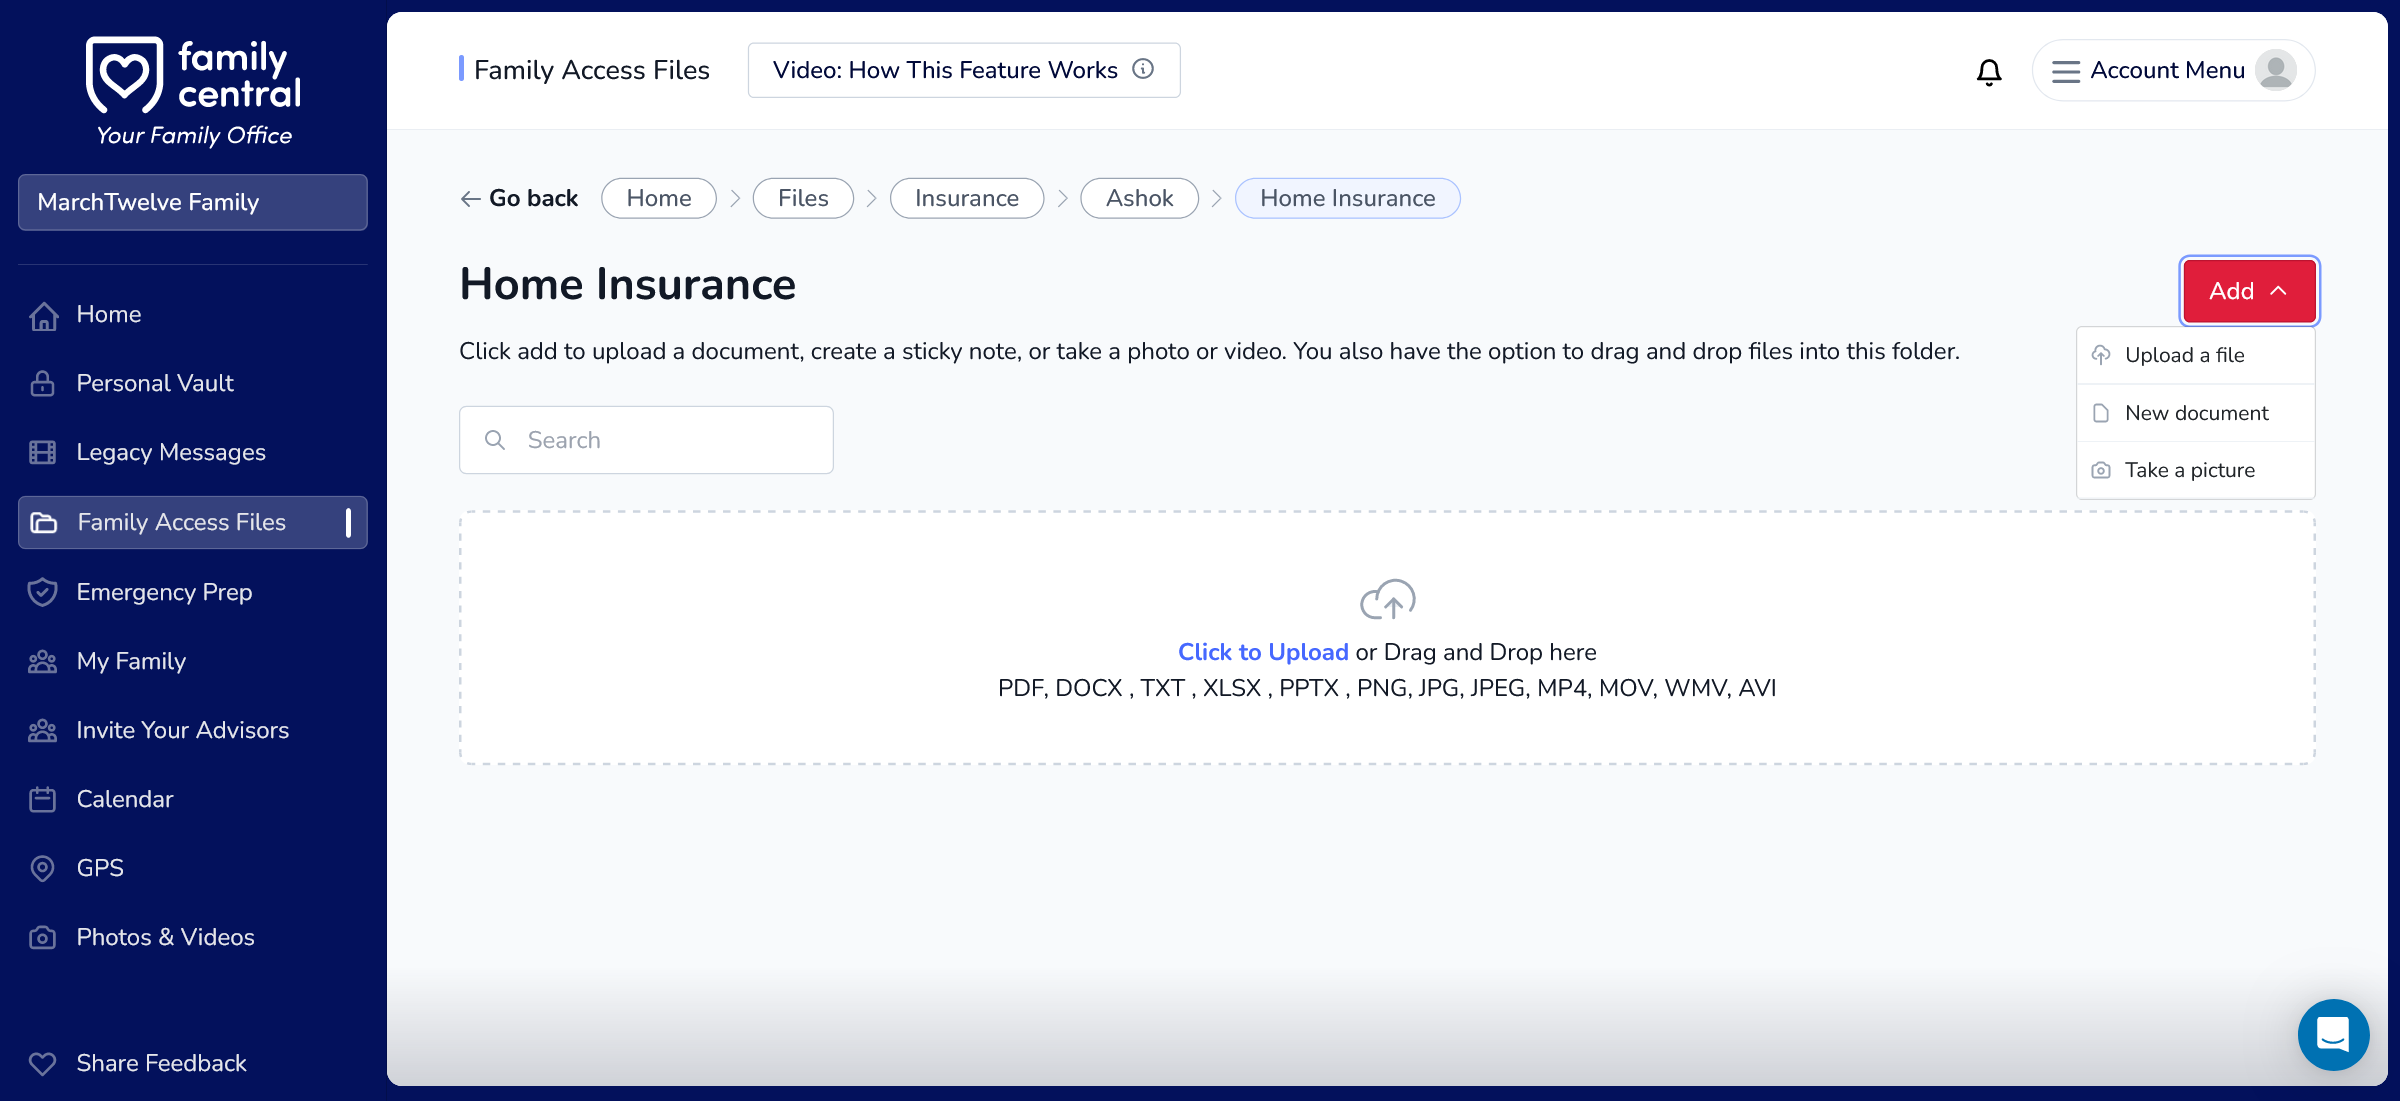 family
central
Your Family Office
MarchTwelve Family
Home
Personal Vault
Legacy Messages
Family Access Files
Emergency Prep
My Family
Invite Your Advisors
Calendar
GPS
Photos & Videos
Share Feedback
Family Access Files
Video: How This Feature Works
Account Menu
Go back
Home
Files
Insurance
Ashok
Home Insurance
Home Insurance
Add
Click add to upload a document, create a sticky note, or take a photo or video. You also have the option to drag and drop files into this folder.
Upload a file
New document
Take a picture
Search
Click to Upload or Drag and Drop here
PDF, DOCX , TXT , XLSX , PPTX , PNG, JPG, JPEG, MP4, MOV, WMV, AVI